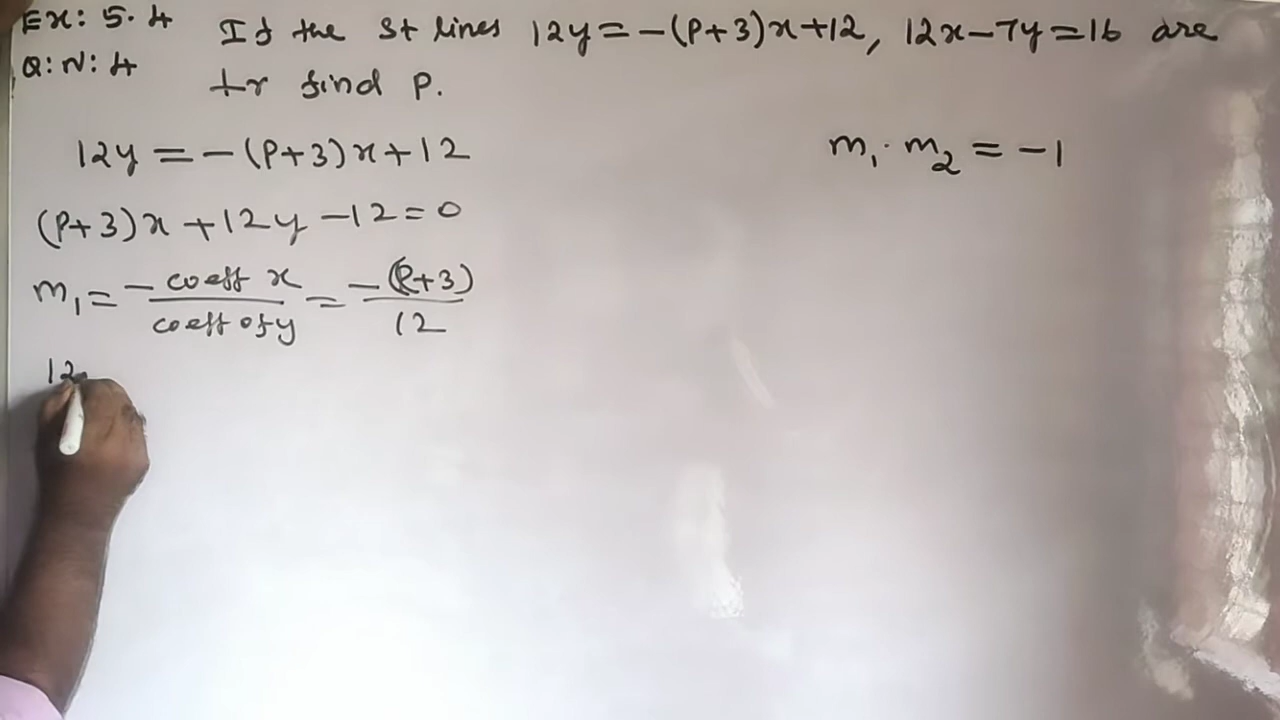 Ex: 5.4 If the St lines 12y = -(P+3)x+12, 12x-7y=16 are
Q:N: 4 ⊥r find P.
12y = -(P+3)x+12 m₁· m₂ = -1
(P+3)x + 12y - 12 = 0
m₁ = - coeff x / coeff of y = -(P+3) / 12
12